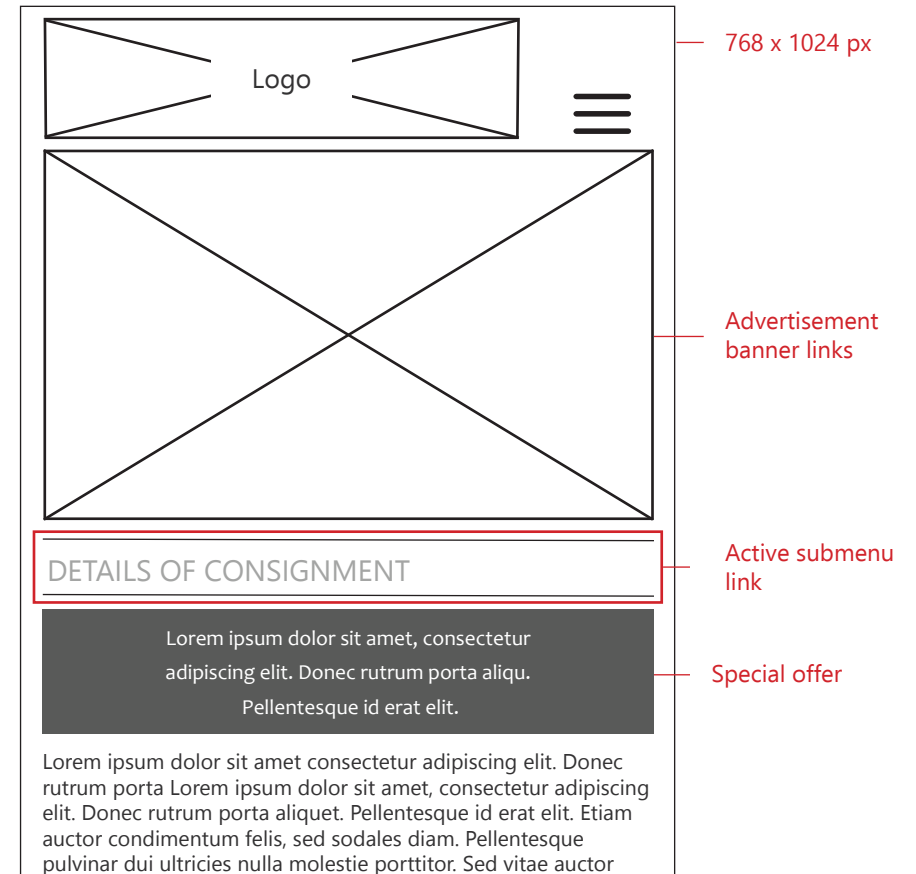 Logo
768 x 1024 px
Advertisement
banner links
DETAILS OF CONSIGNMENT
Active submenu
link
Lorem ipsum dolor sit amet, consectetur
adipiscing elit. Donec rutrum porta aliqu.
Pellentesque id erat elit.
Special offer
Lorem ipsum dolor sit amet consectetur adipiscing elit. Donec
rutrum porta Lorem ipsum dolor sit amet, consectetur adipiscing
elit. Donec rutrum porta aliquet. Pellentesque id erat elit. Etiam
auctor condimentum felis, sed sodales diam. Pellentesque
pulvinar dui ultricies nulla molestie porttitor. Sed vitae auctor